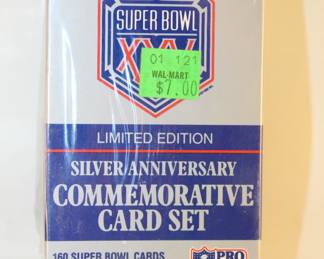 SUPER BOWL
XXV
01 121
WAL-MART
$7.00
LIMITED EDITION
SILVER ANNIVERSARY
COMMEMORATIVE
CARD SET
160 SUPER BOWL CARDS
NFL PRO